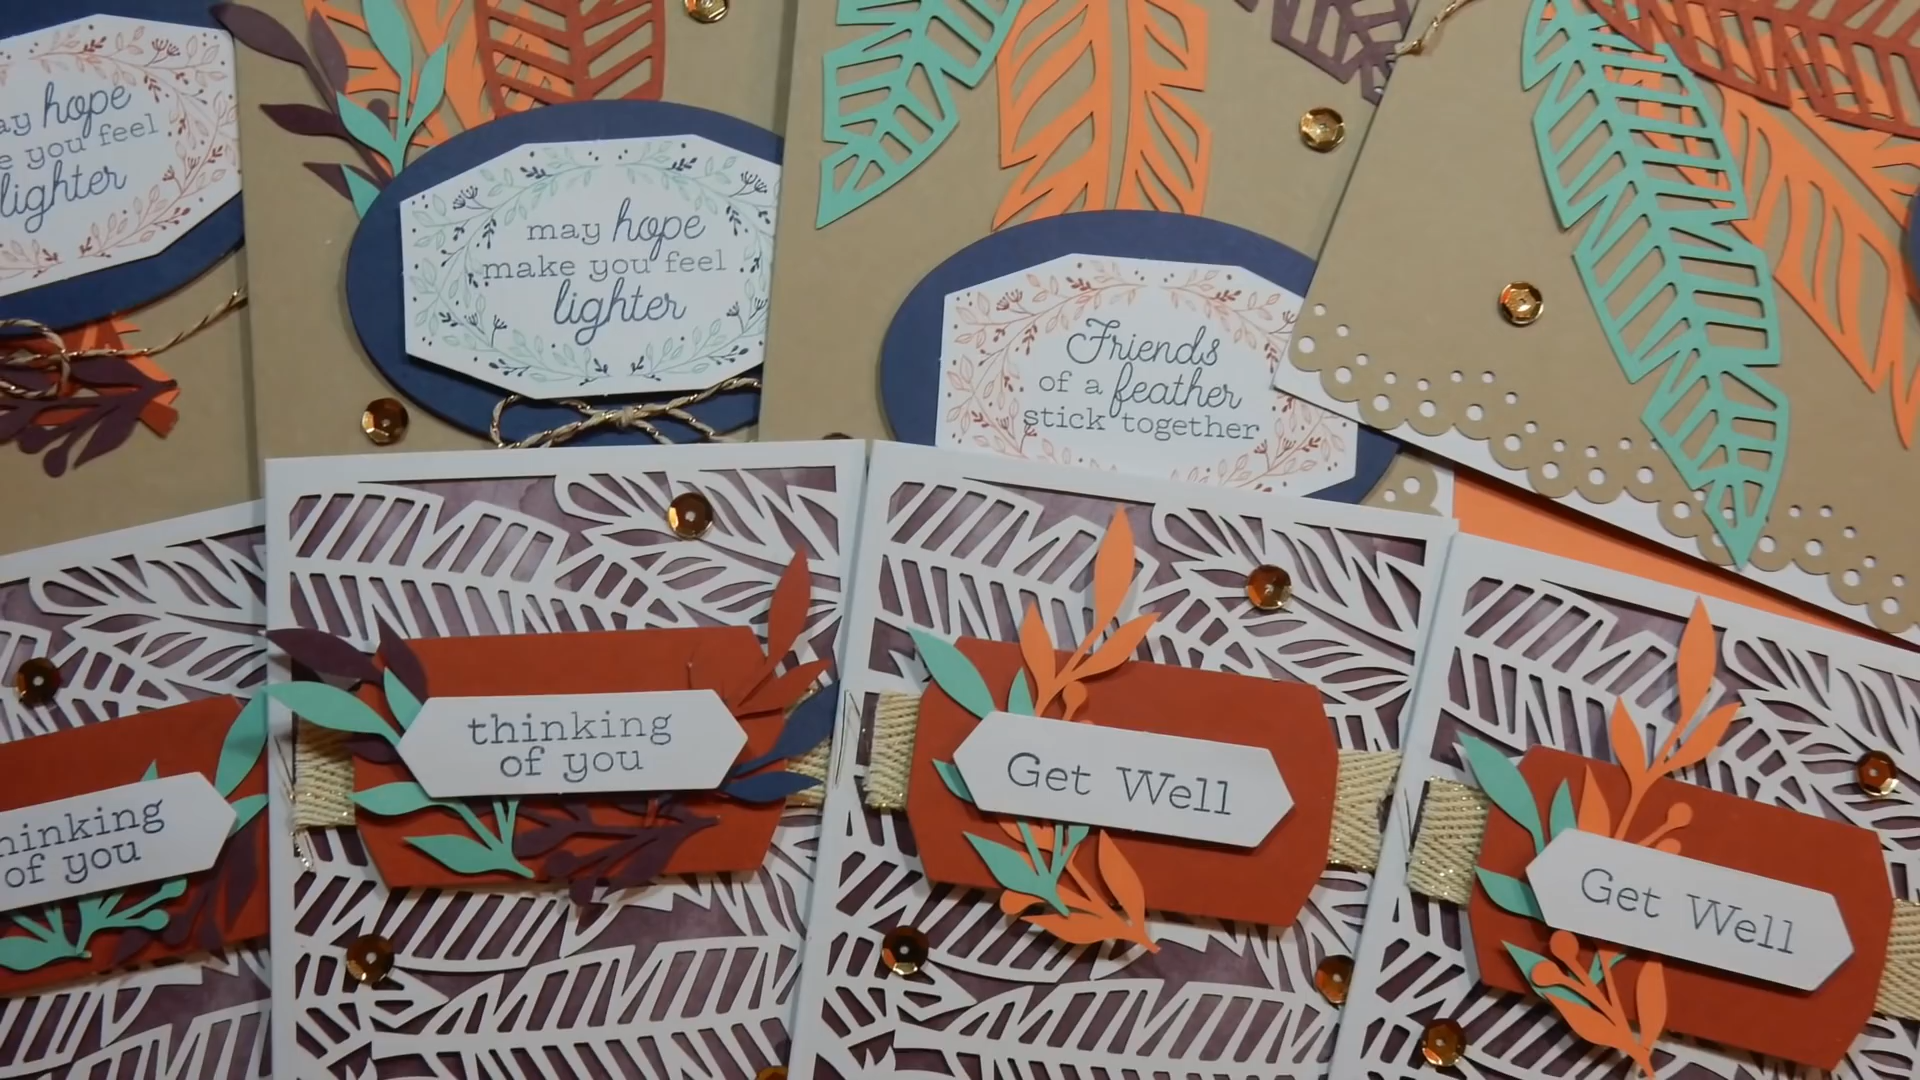 may hope
you feel
lighter
may hope
make you feel
lighter
Friends
of a feather
stick together
thinking
of you
thinking
of you
Get Well
Get Well